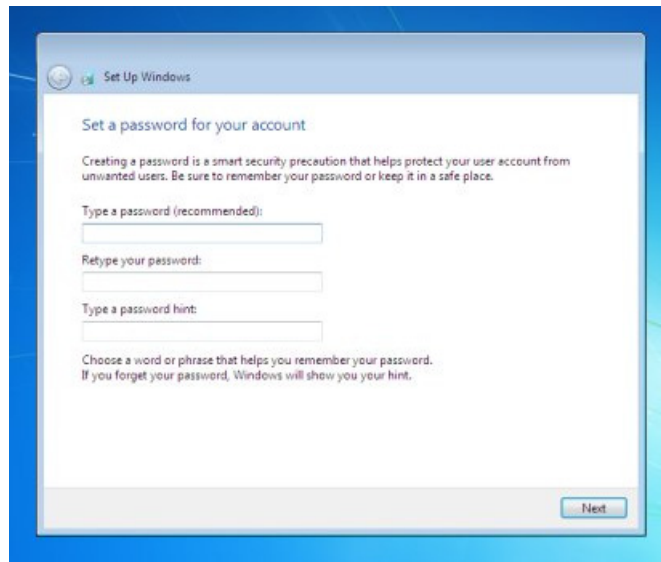 Set Up Windows
Set a password for your account
Creating a password is a smart security precaution that helps protect your user account from
unwanted users. Be sure to remember your password or keep it in a safe place.
Type a password (recommended):
Retype your password:
Type a password hint:
Choose a word or phrase that helps you remember your password.
If you forget your password, Windows will show you your hint.
Next